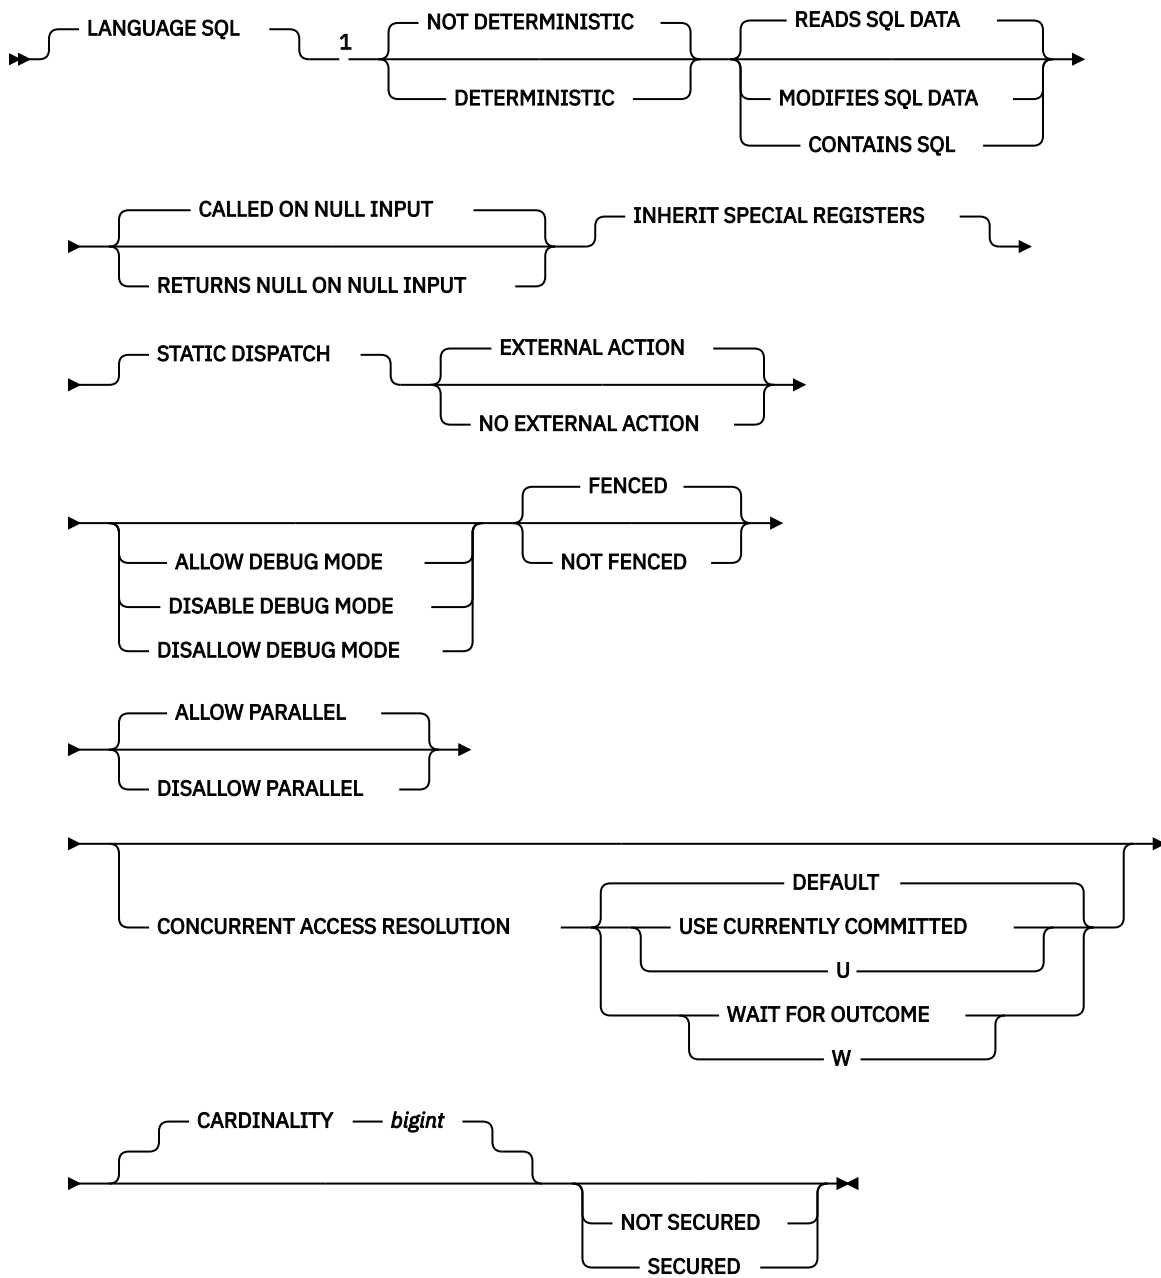 LANGUAGE SQL 1 NOT DETERMINISTIC READS SQL DATA
DETERMINISTIC MODIFIES SQL DATA
CONTAINS SQL
CALLED ON NULL INPUT INHERIT SPECIAL REGISTERS
RETURNS NULL ON NULL INPUT
STATIC DISPATCH EXTERNAL ACTION
NO EXTERNAL ACTION
FENCED
ALLOW DEBUG MODE NOT FENCED
DISABLE DEBUG MODE
DISALLOW DEBUG MODE
ALLOW PARALLEL
DISALLOW PARALLEL
DEFAULT
CONCURRENT ACCESS RESOLUTION USE CURRENTLY COMMITTED
U
WAIT FOR OUTCOME
W
CARDINALITY bigint
NOT SECURED
SECURED